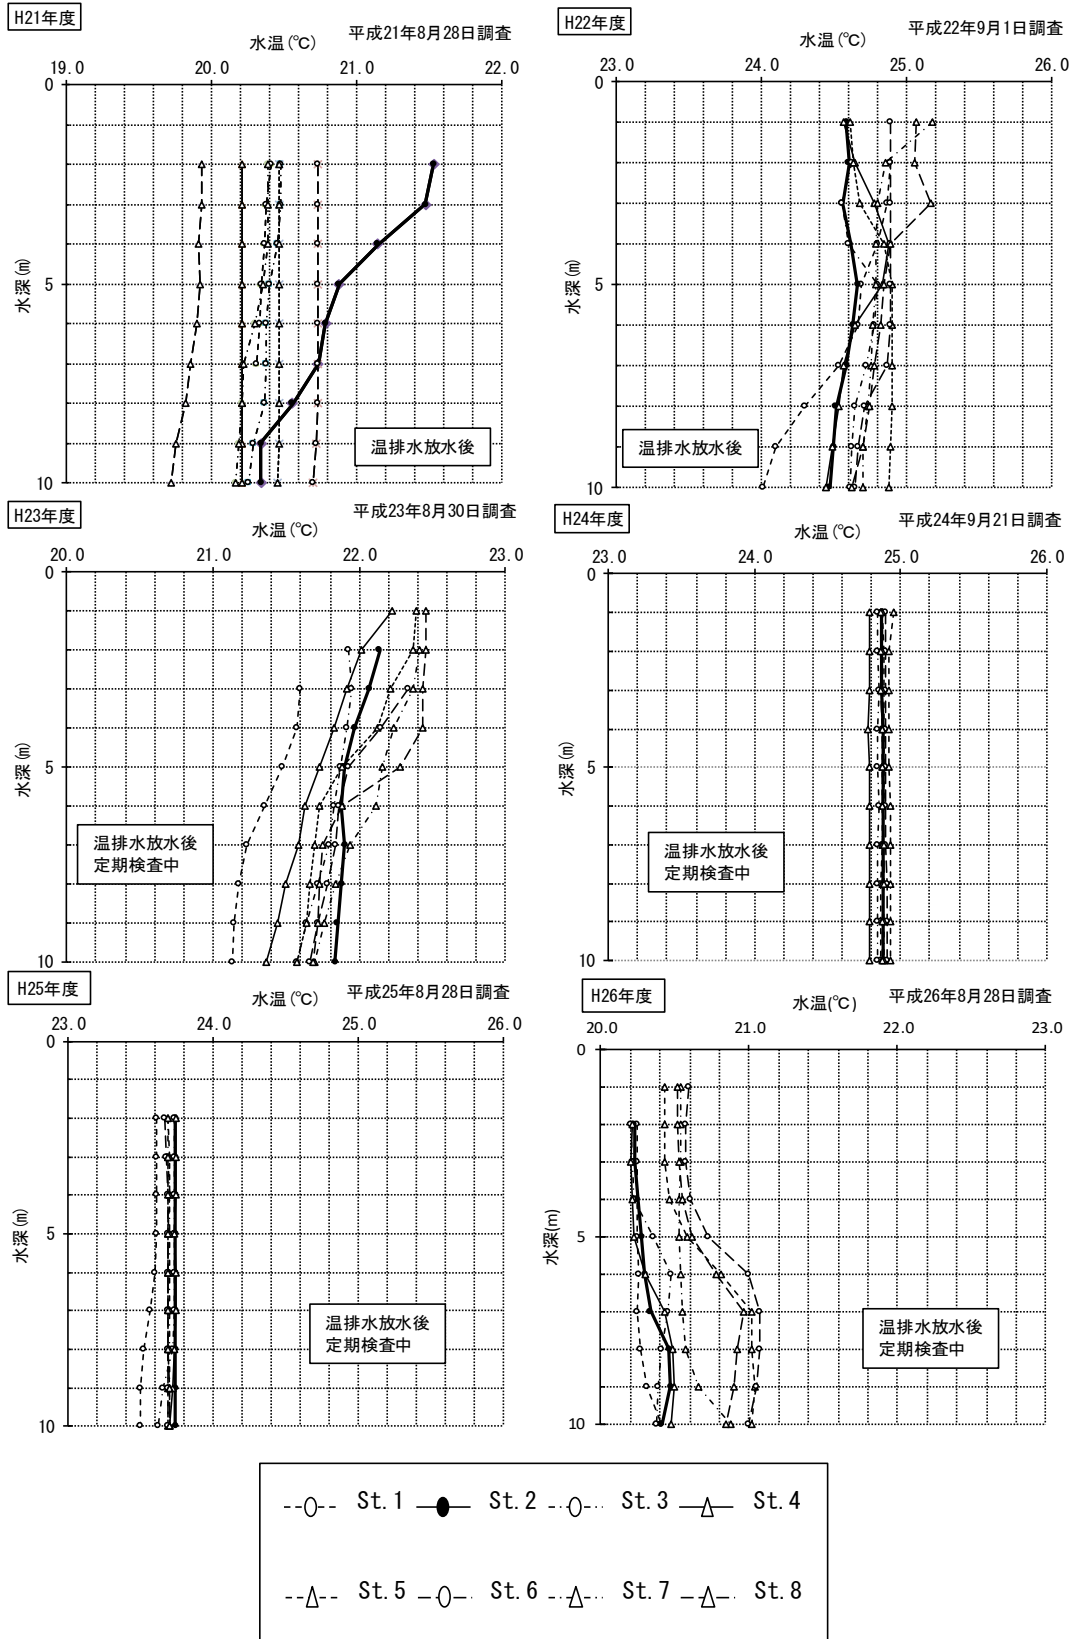 H21年度
平成21年8月28日調査
水温(℃)
19.0 20.0 21.0 22.0
0
5
10
水深(m)
温排水放水後
H22年度
平成22年9月1日調査
水温(℃)
23.0 24.0 25.0 26.0
0
5
10
水深(m)
温排水放水後
H23年度
平成23年8月30日調査
水温(℃)
20.0 21.0 22.0 23.0
0
5
10
水深(m)
温排水放水後
定期検査中
H24年度
平成24年9月21日調査
水温(℃)
23.0 24.0 25.0 26.0
0
5
10
水深(m)
温排水放水後
定期検査中
H25年度
平成25年8月28日調査
水温(℃)
23.0 24.0 25.0 26.0
0
5
10
水深(m)
温排水放水後
定期検査中
H26年度
平成26年8月28日調査
水温(℃)
20.0 21.0 22.0 23.0
0
5
10
水深(m)
温排水放水後
定期検査中
St.1 St.2 St.3 St.4
St.5 St.6 St.7 St.8